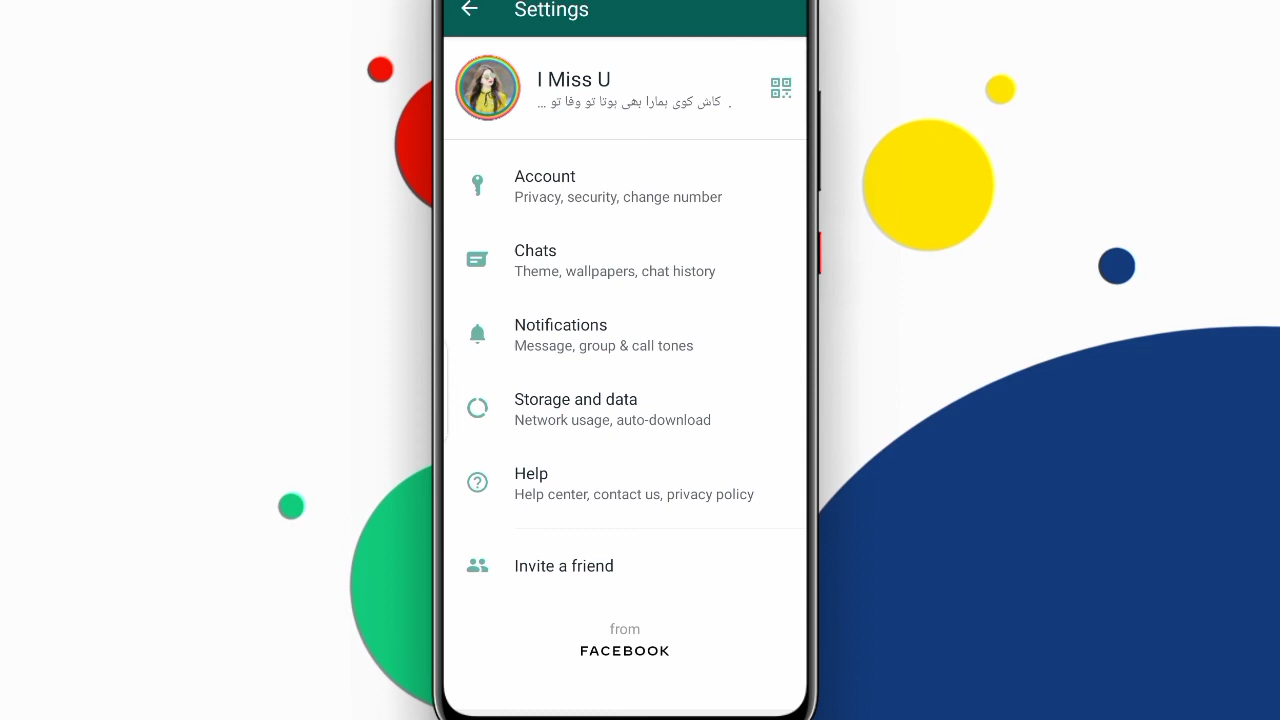 Settings
I Miss U
کاش کوی ہمارا بھی ہوتا تو وفا تو ...
Account
Privacy, security, change number
Chats
Theme, wallpapers, chat history
Notifications
Message, group & call tones
Storage and data
Network usage, auto-download
Help
Help center, contact us, privacy policy
Invite a friend
from
FACEBOOK